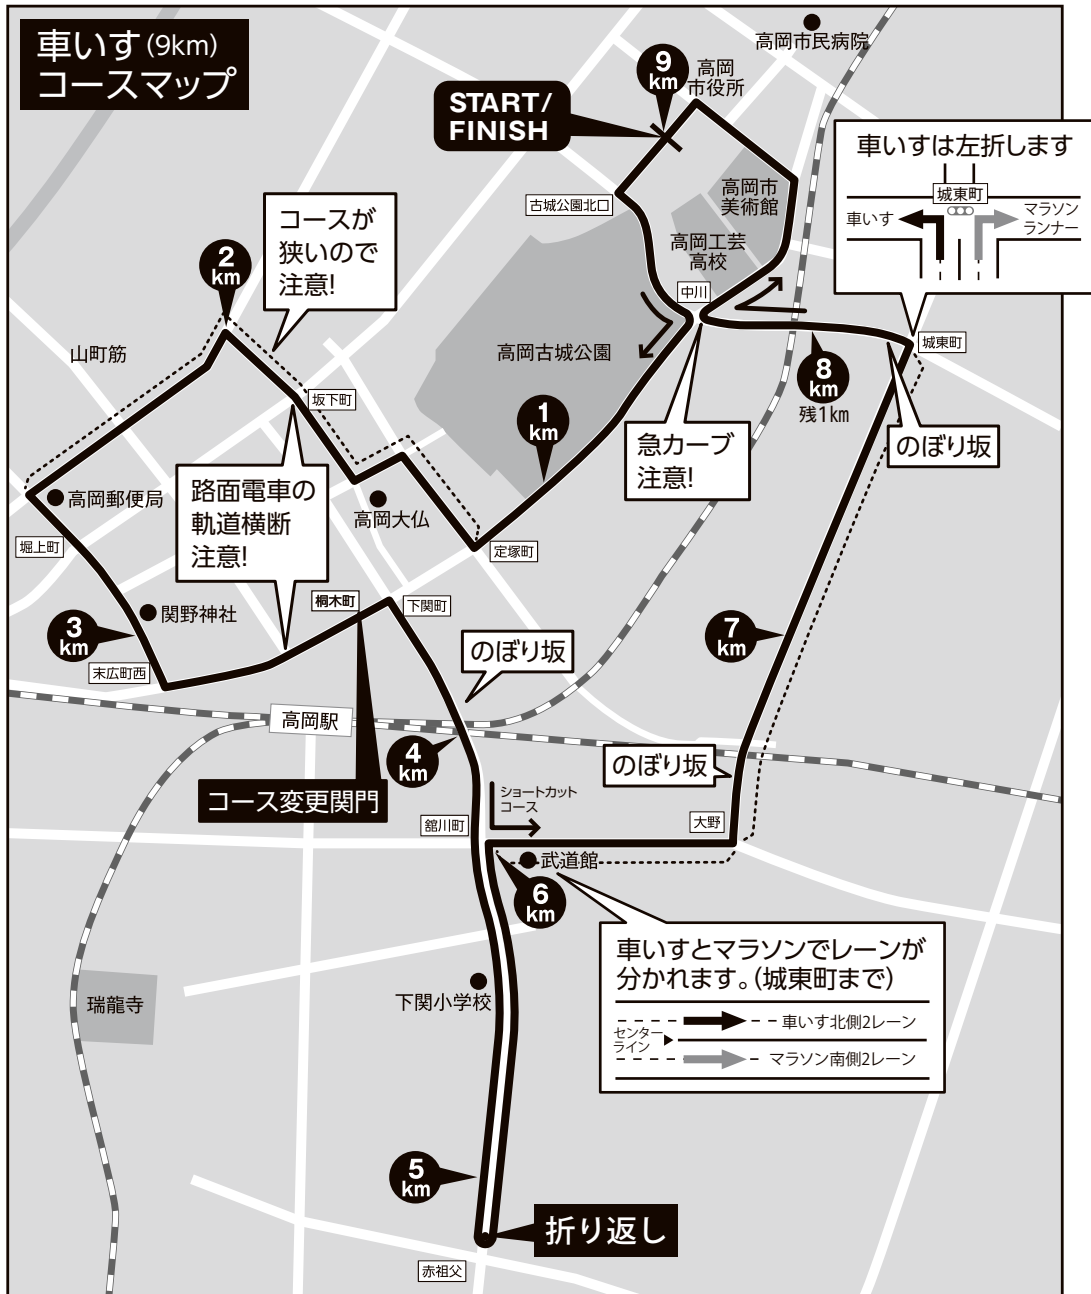 車いす(9km)
コースマップ
高岡市民病院
9
km
高岡
市役所
START/
FINISH
車いすは左折します
城東町
車いす
マラソン
ランナー
高岡市
美術館
古城公園北口
コースが
狭いので
注意!
高岡工芸
高校
2
km
中川
山町筋
高岡古城公園
城東町
8
km
残1km
坂下町
1
km
急カーブ
注意!
のぼり坂
路面電車の
軌道横断
注意!
高岡郵便局
高岡大仏
堀上町
定塚町
桐木町
下関町
関野神社
3
km
7
km
のぼり坂
末広町西
高岡駅
4
km
のぼり坂
コース変更関門
ショートカット
コース
舘川町
大野
武道館
6
km
車いすとマラソンでレーンが
分かれます。(城東町まで)
車いす北側2レーン
センター
ライン
マラソン南側2レーン
下関小学校
瑞龍寺
5
km
折り返し
赤祖父